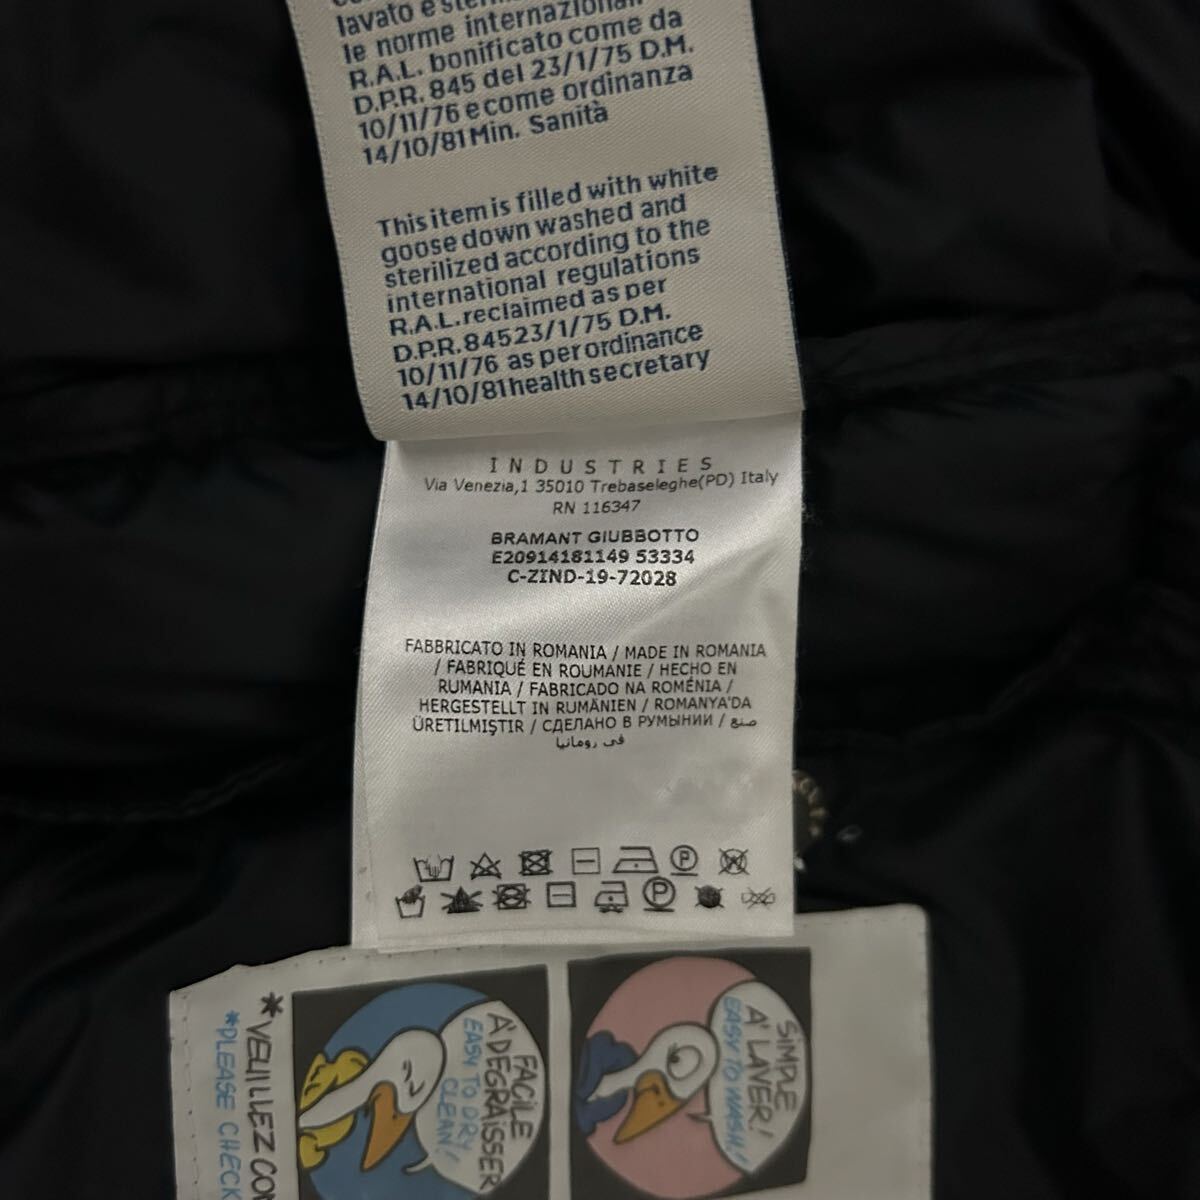 lavato e
le norme internazionali
R.A.L. bonificato come da
D.P.R. 845 del 23/1/75 D.M.
10/11/76 e come ordinanza
14/10/81 Min. Sanità
This item is filled with white
goose down washed and
sterilized according to the
international regulations
R.A.L. reclaimed as per
D.P.R. 845 23/1/75 D.M.
10/11/76 as per ordinance
14/10/81 health secretary
INDUSTRIES
Via Venezia,1 35010 Trebaseleghe(PD) Italy
RN 116347
BRAMANT GIUBBOTTO
E20914181149 53334
C-ZIND-19-72028
FABBRICATO IN ROMANIA / MADE IN ROMANIA
/ FABRIQUÉ EN ROUMANIE / HECHO EN
RUMANIA / FABRICADO NA ROMÉNIA /
HERGESTELLT IN RUMÄNIEN / ROMANYA'DA
ÜRETILMIŞTIR / СДЕЛАНО В РУМЫНИИ / صنع
في رومانيا
P
P
*VEUILLEZ CON
*PLEASE CHECK
FACILE
A' DEGRAISSER
EASY TO DRY
CLEAN!
SIMPLE
A' LAVER!
EASY TO WASH!